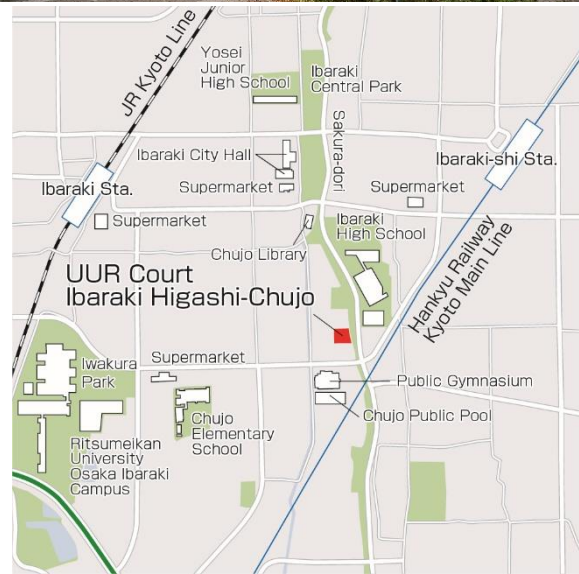 JR Kyoto Line
Yosei
Junior
High School
Ibaraki
Central Park
Sakura-dori
Ibaraki City Hall
Ibaraki-shi Sta.
Ibaraki Sta.
Supermarket
Supermarket
Supermarket
Ibaraki
High School
Chujo Library
UUR Court
Ibaraki Higashi-Chujo
Hankyu Railway
Kyoto Main Line
Supermarket
Iwakura
Park
Public Gymnasium
Chujo Public Pool
Chujo
Elementary
School
Ritsumeikan
University
Osaka Ibaraki
Campus